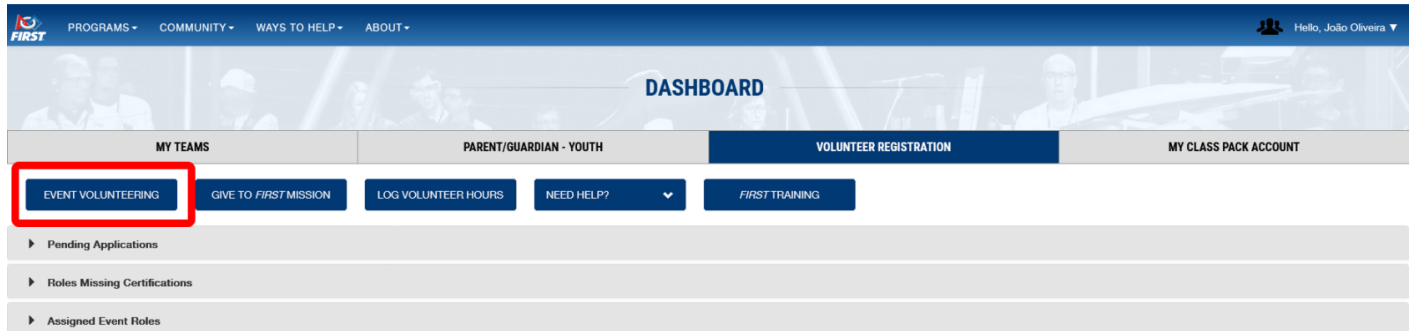 FIRST PROGRAMS COMMUNITY WAYS TO HELP ABOUT Hello, João Oliveira ▼
DASHBOARD
MY TEAMS PARENT/GUARDIAN - YOUTH VOLUNTEER REGISTRATION MY CLASS PACK ACCOUNT
EVENT VOLUNTEERING GIVE TO FIRST MISSION LOG VOLUNTEER HOURS NEED HELP? FIRST TRAINING
Pending Applications
Roles Missing Certifications
Assigned Event Roles